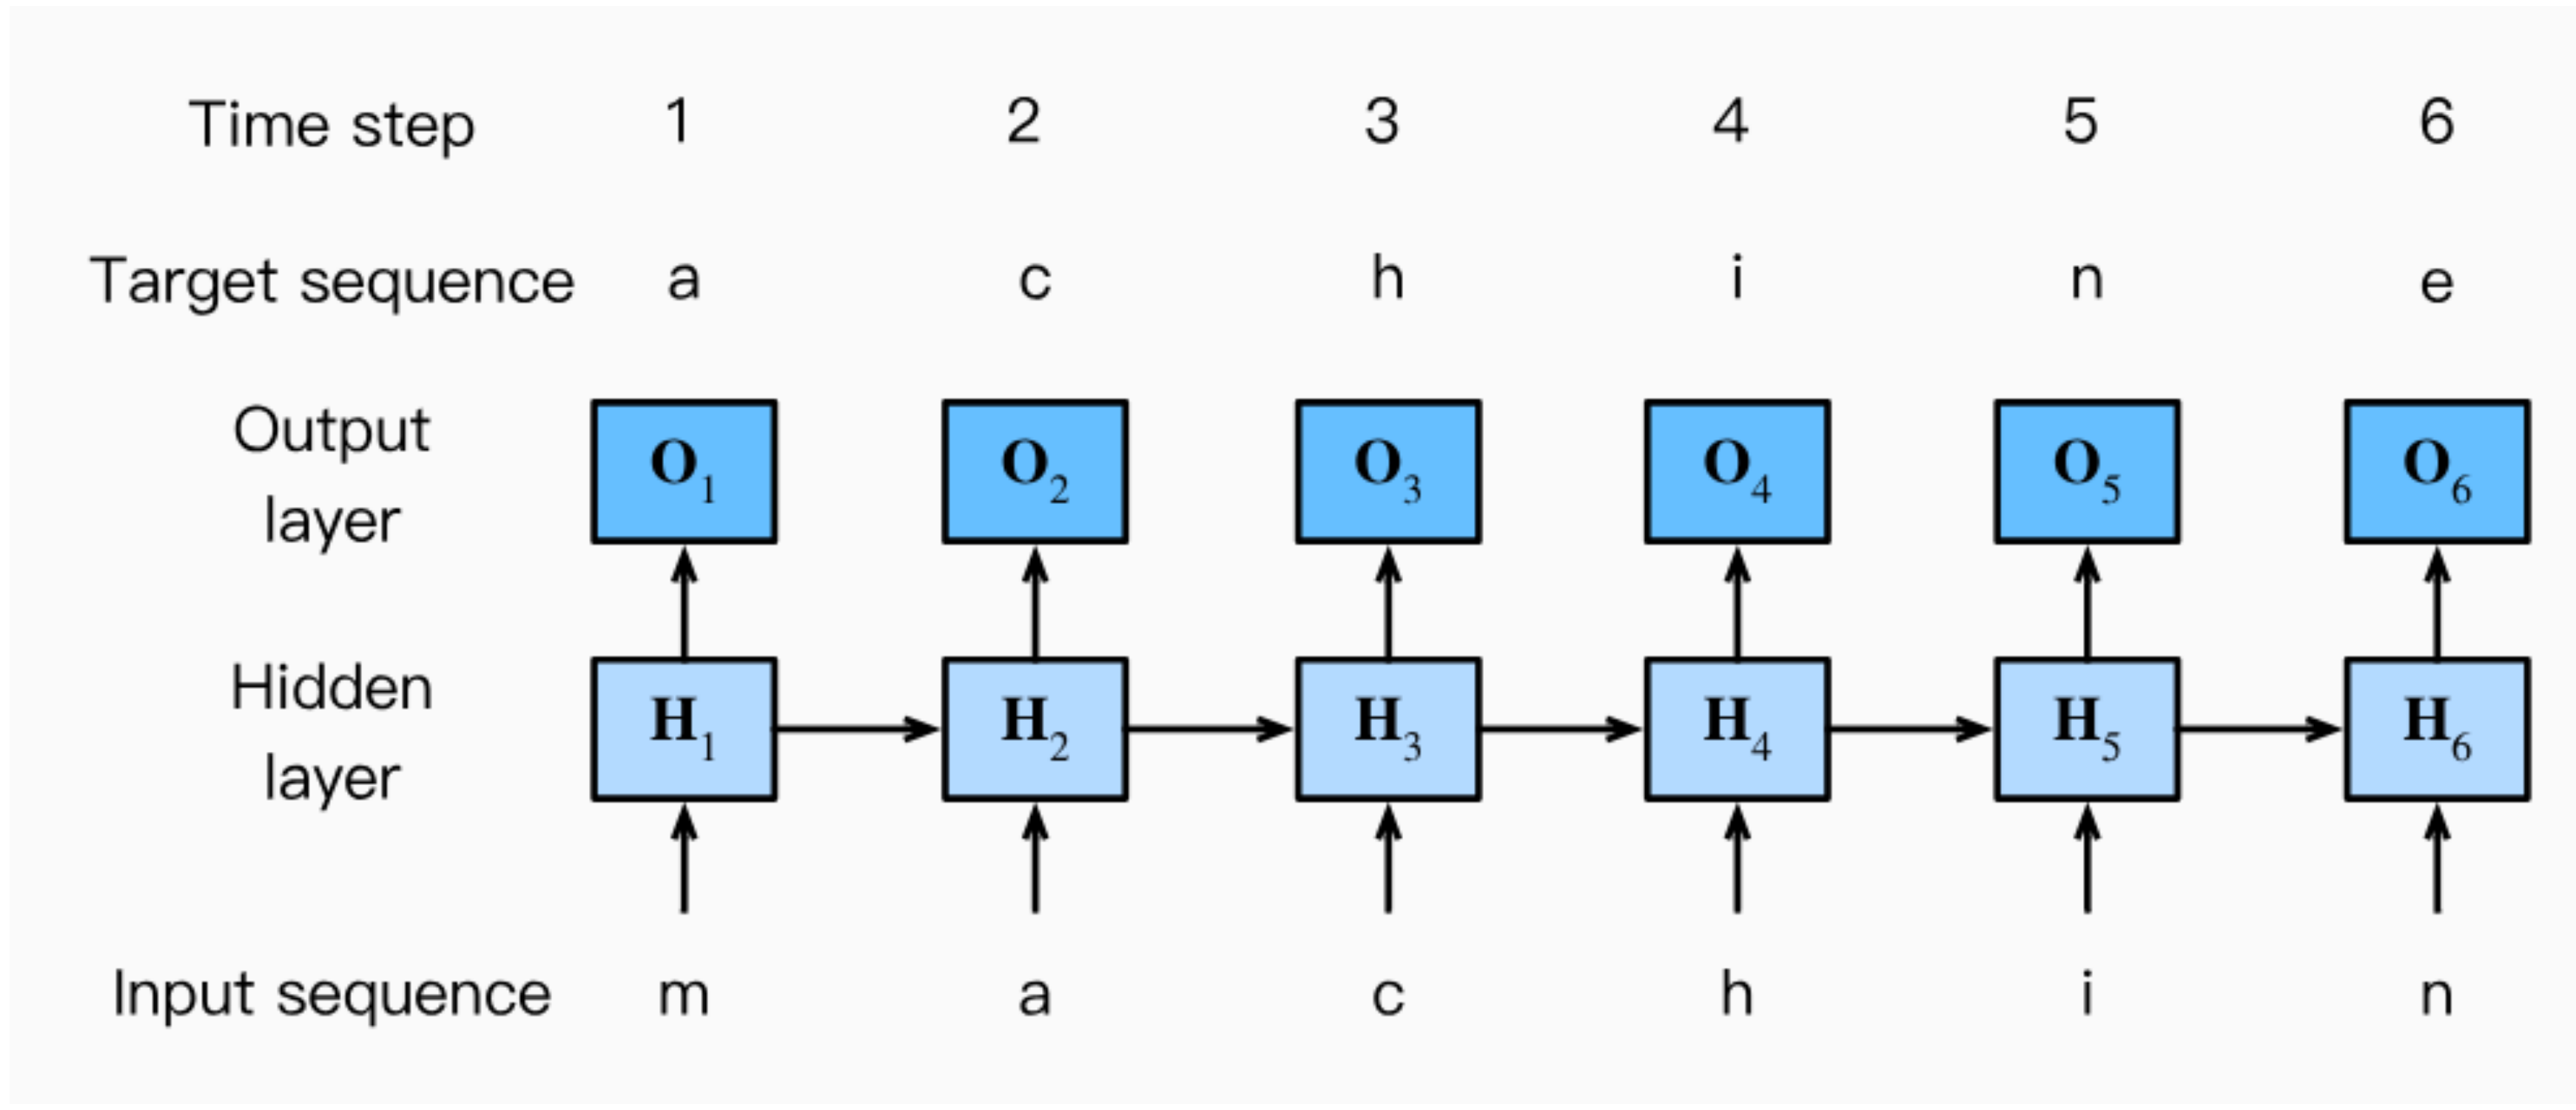 Time step 1 2 3 4 5 6
Target sequence a c h i n e
Output
layer
O1 O2 O3 O4 O5 O6
Hidden
layer
H1 H2 H3 H4 H5 H6
Input sequence m a c h i n